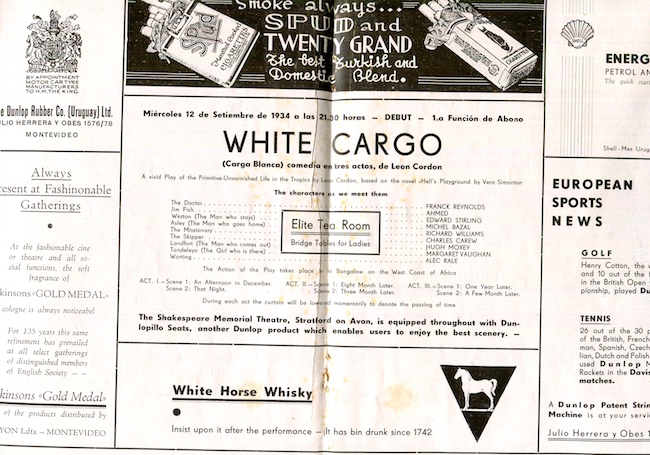 Smoke always...
SPUD and
TWENTY GRAND
The best Turkish and
Domestic Blend.
Spud
CIGARETTES
BY APPOINTMENT
MOTOR CAR TYRE
MANUFACTURERS
TO H.M. THE KING.
e Dunlop Rubber Co. (Uruguay) Ltd.
ULIO HERRERA Y OBES 1576/78
MONTEVIDEO
Always
resent at Fashinonable
Gatherings
As the fashionable cine
or theatre and all so-
cial functions, the soft
fragrance of
kinsons «GOLD MEDAL»
cologne is always noticeabel
For 135 years this same
refinement has prevailed
at all select gatherings
of distinguished members
of English Society
kinsons «Gold Medal»
of the products distributed by
YON Ldta. – MONTEVIDEO
Miércoles 12 de Setiembre de 1934 a las 21.30 horas — DEBUT — 1.a Función de Abono
WHITE CARGO
(Carga Blanca) comedia en tres actos, de Leon Cordon
A vivid Play of the Primitive-Unvarnished Life in the Tropics by Leon Cordon, based on the novel «Hell's Playground by Vera Simonton
The characters as we meet them
The Doctor FRANCK REYNOLDS
Jim Fish AHMED
Weston (The Man who stays) EDWARD STIRLING
Asley (The Man who goes home) MICHEL BAZAL
The Missionary RICHARD WILLIAMS
The Skipper CHARLES CAREW
Landfort (The Man who comes out) HUGH MOXEY
Tondeleyo (The Girl who is there) MARGARET VAUGHAN
Worting ALEC RALE
Elite Tea Room
Bridge Tables for Ladies
The Action of the Play takes place in Bungalow on the West Coast of Africa
ACT. I.—Scene 1: An Afternoon in December.
Scene 2: That Night.
ACT. II.—Scene 1: Eight Month Later.
Scene 2: Three Month Later.
ACT. III.—Scene 1: One Year Later.
Scene 2: A Few Month Later.
During each act the curtain will be lowered momentarily to denote the passing of time
The Shakespeare Memorial Theatre, Stratford on Avon, is equipped throughout with Dun-
lopillo Seats, another Dunlop product which enables users to enjoy the best scenery. —
White Horse Whisky
Insist upon it after the performance — It has bin drunk since 1742
ENERG
PETROL AN
The quick start
Shell-Mex Urug
EUROPEAN
SPORTS
NEWS
GOLF
Henry Cotton, the w
and 10 out of the f
in the British Open
pionship, played Du
TENNIS
26 out of the 30 p
of the British, French
man, Spanish, Czech
lian, Dutch and Polish
used Dunlop M
Rackets in the Davis
matches.
A Dunlop Patent Strin
Machine is at your servic
Julio Herrera y Obes 1